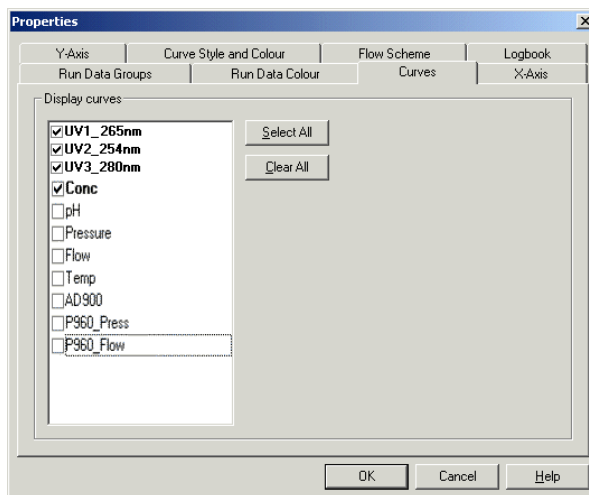 Properties
Y-Axis Curve Style and Colour Flow Scheme Logbook
Run Data Groups Run Data Colour Curves X-Axis
Display curves
UV1_265nm
UV2_254nm
UV3_280nm
Conc
pH
Pressure
Flow
Temp
AD900
P960_Press
P960_Flow
Select All
Clear All
OK Cancel Help